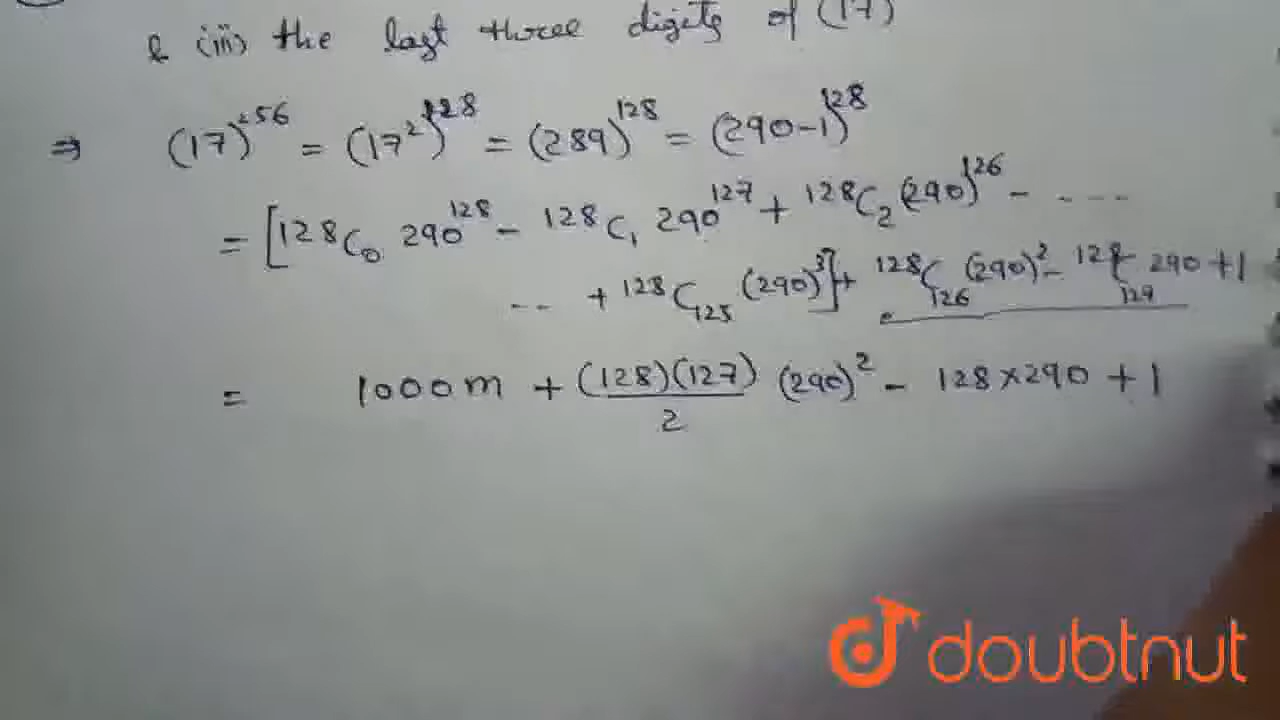 & (iii) the last three digits of (17)
⇒ (17)^256 = (17^2)^128 = (289)^128 = (290-1)^128
= [128C0 290^128 - 128C1 290^127 + 128C2 (290)^126 - ....
... + 128C125 (290)^3] + 128C126 (290)^2 - 128C127 290 + 1
= 1000m + (128)(127)/2 (290)^2 - 128×290 + 1
doubtnut